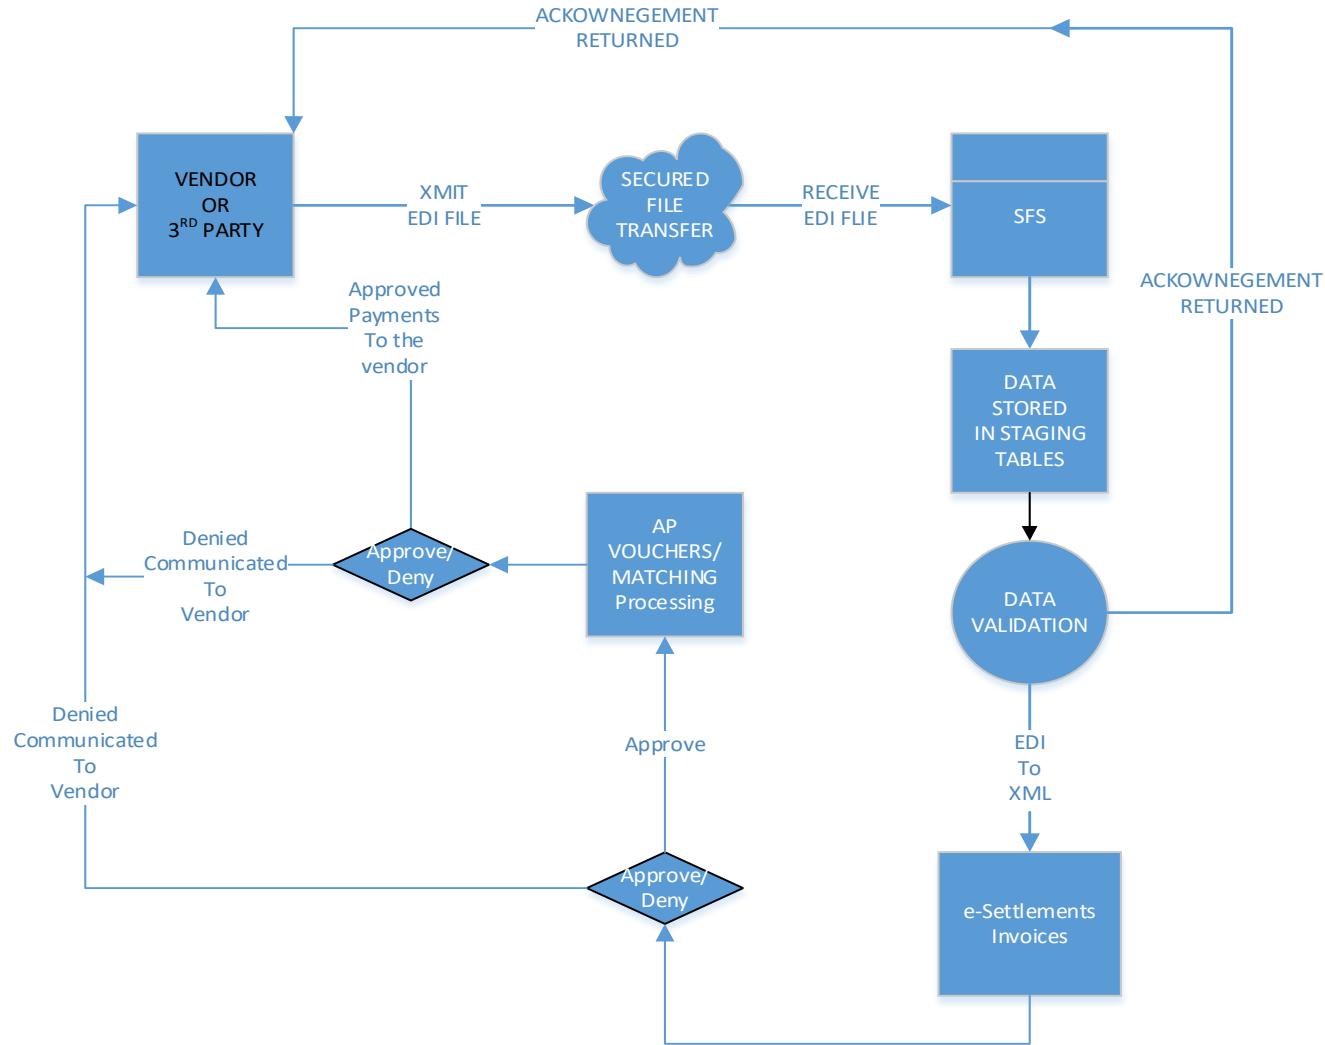 ACKOWNEGEMENT
RETURNED
VENDOR
OR
3RD PARTY
XMIT
EDI FILE
SECURED
FILE
TRANSFER
RECEIVE
EDI FLIE
SFS
ACKOWNEGEMENT
RETURNED
Approved
Payments
To the
vendor
DATA
STORED
IN STAGING
TABLES
AP
VOUCHERS/
MATCHING
Processing
Approve/
Deny
Denied
Communicated
To
Vendor
DATA
VALIDATION
Denied
Communicated
To
Vendor
Approve
EDI
To
XML
Approve/
Deny
e-Settlements
Invoices